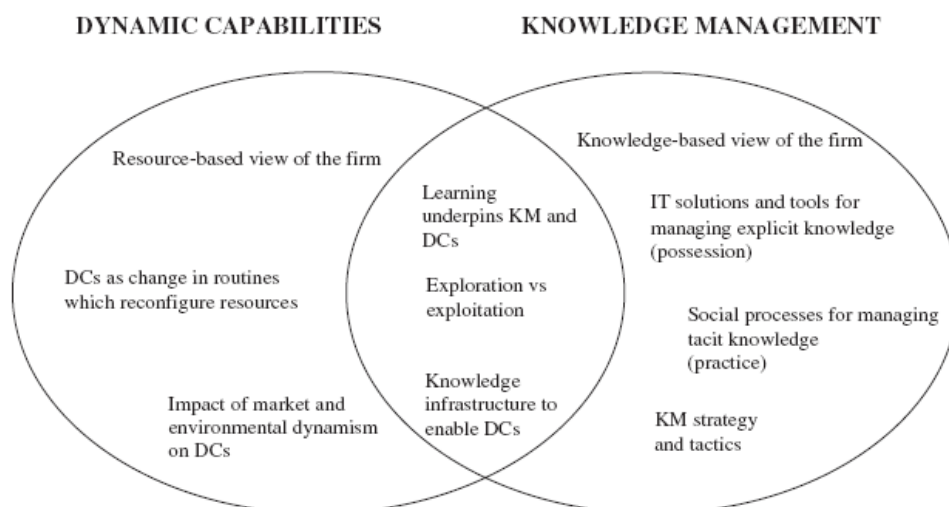 DYNAMIC CAPABILITIES
KNOWLEDGE MANAGEMENT
Resource-based view of the firm
DCs as change in routines
which reconfigure resources
Impact of market and
environmental dynamism
on DCs
Learning
underpins KM and
DCs
Exploration vs
exploitation
Knowledge
infrastructure to
enable DCs
Knowledge-based view of the firm
IT solutions and tools for
managing explicit knowledge
(possession)
Social processes for managing
tacit knowledge
(practice)
KM strategy
and tactics